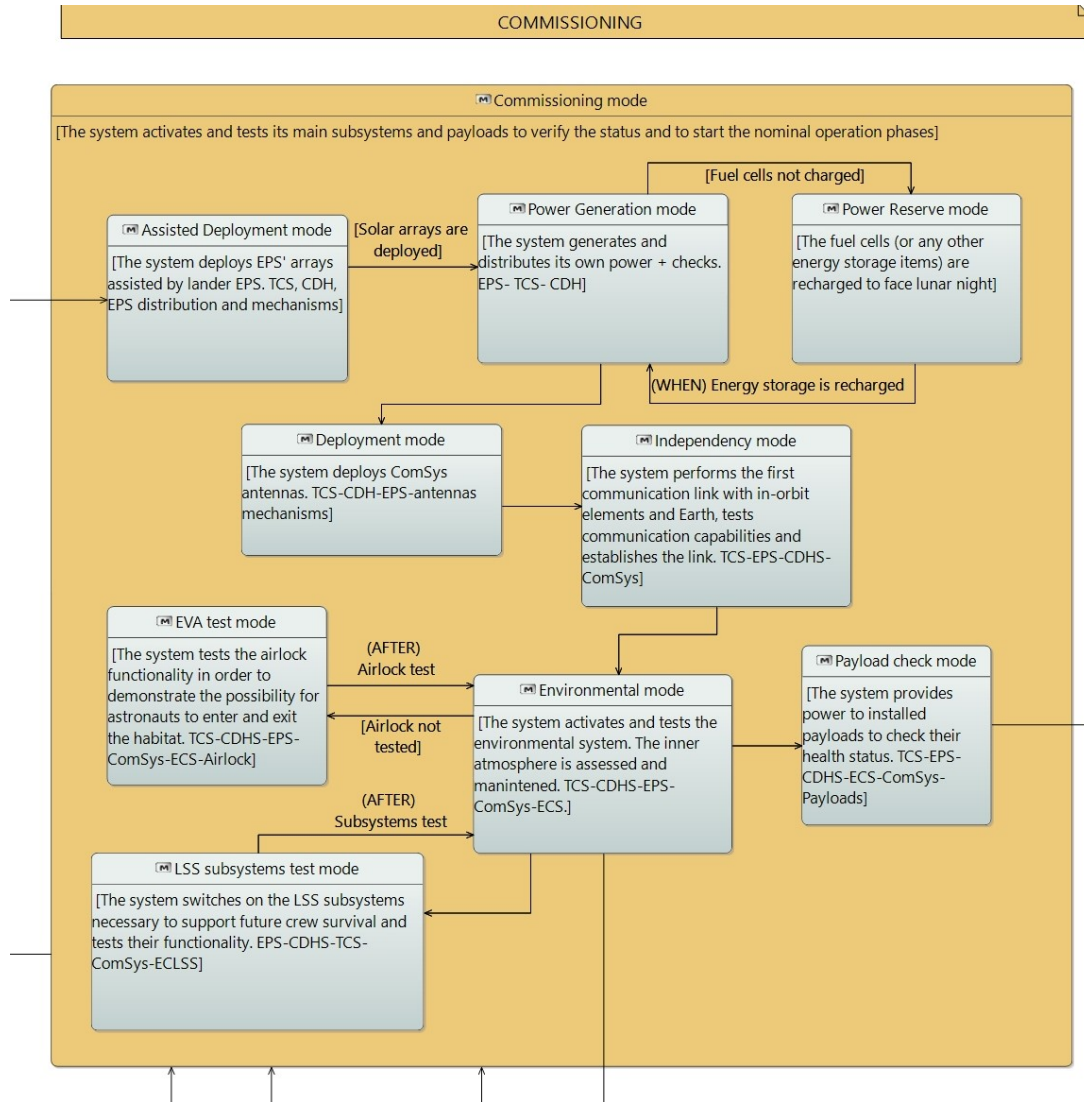 COMMISSIONING
Commissioning mode
[The system activates and tests its main subsystems and payloads to verify the status and to start the nominal operation phases]
Assisted Deployment mode
[The system deploys EPS' arrays
assisted by lander EPS. TCS, CDH,
EPS distribution and mechanisms]
[Solar arrays are
deployed]
Power Generation mode
[The system generates and
distributes its own power + checks.
EPS- TCS- CDH]
[Fuel cells not charged]
Power Reserve mode
[The fuel cells (or any other
energy storage items) are
recharged to face lunar night]
(WHEN) Energy storage is recharged
Deployment mode
[The system deploys ComSys
antennas. TCS-CDH-EPS-antennas
mechanisms]
Independency mode
[The system performs the first
communication link with in-orbit
elements and Earth, tests
communication capabilities and
establishes the link. TCS-EPS-CDHS-
ComSys]
EVA test mode
[The system tests the airlock
functionality in order to
demonstrate the possibility for
astronauts to enter and exit
the habitat. TCS-CDHS-EPS-
ComSys-ECS-Airlock]
(AFTER)
Airlock test
[Airlock not
tested]
Environmental mode
[The system activates and tests the
environmental system. The inner
atmosphere is assessed and
manintened. TCS-CDHS-EPS-
ComSys-ECS.]
Payload check mode
[The system provides
power to installed
payloads to check their
health status. TCS-EPS-
CDHS-ECS-ComSys-
Payloads]
(AFTER)
Subsystems test
LSS subsystems test mode
[The system switches on the LSS subsystems
necessary to support future crew survival and
tests their functionality. EPS-CDHS-TCS-
ComSys-ECLSS]